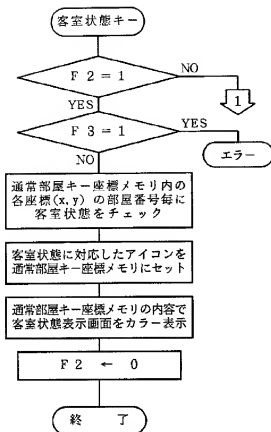 客室状態キー
F 2 = 1
NO
1
YES
F 3 = 1
YES
エラー
NO
通常部屋キー座標メモリ内の
各座標(x,y) の部屋番号毎に
客室状態をチェック
客室状態に対応したアイコンを
通常部屋キー座標メモリにセット
通常部屋キー座標メモリの内容で
客室状態表示画面をカラー表示
F 2 ← 0
終 了